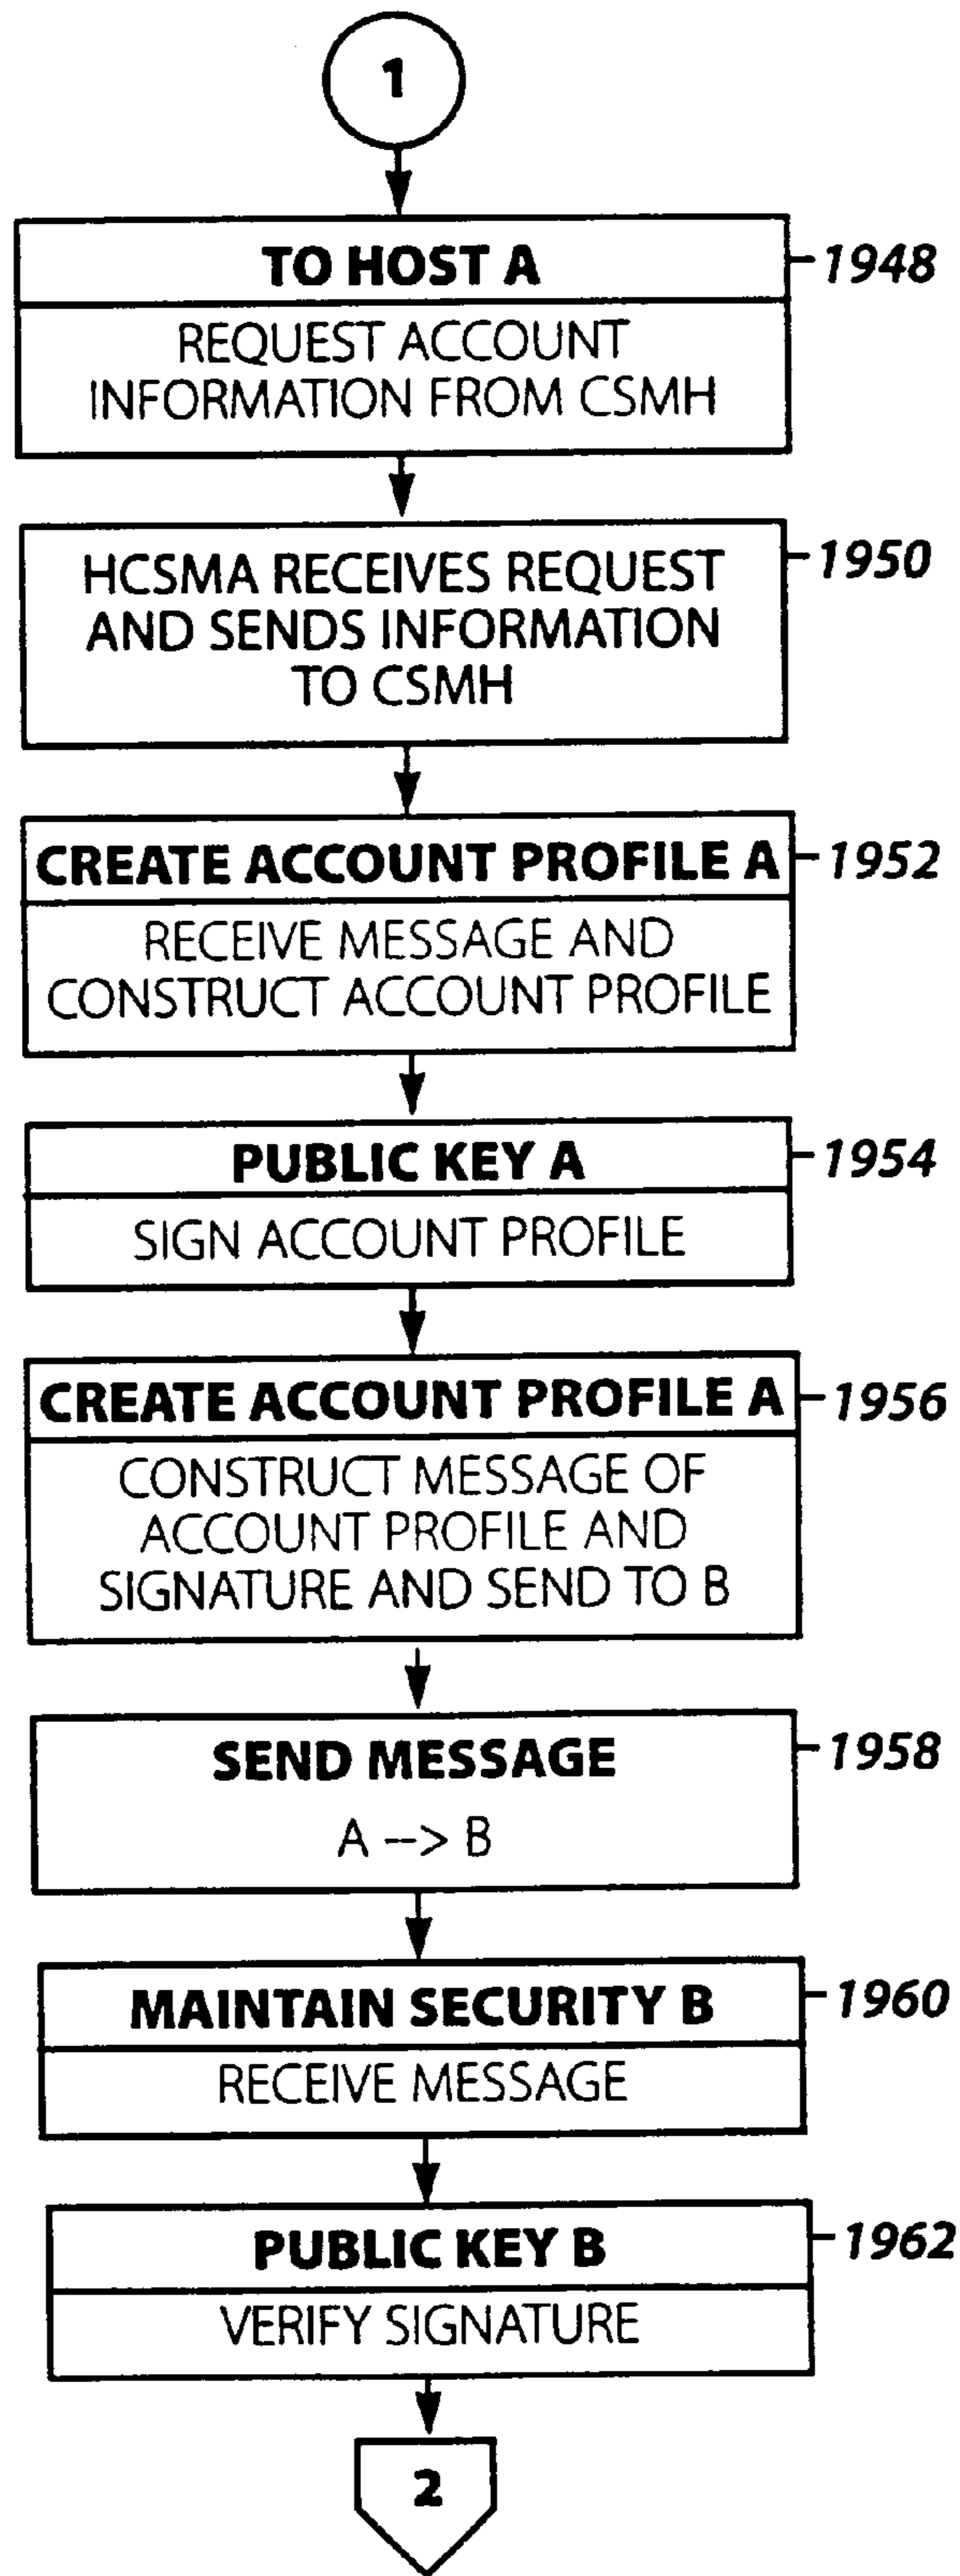 1
TO HOST A
1948
REQUEST ACCOUNT
INFORMATION FROM CSMH
HCSMA RECEIVES REQUEST
1950
AND SENDS INFORMATION
TO CSMH
CREATE ACCOUNT PROFILE A
1952
RECEIVE MESSAGE AND
CONSTRUCT ACCOUNT PROFILE
PUBLIC KEY A
1954
SIGN ACCOUNT PROFILE
CREATE ACCOUNT PROFILE A
1956
CONSTRUCT MESSAGE OF
ACCOUNT PROFILE AND
SIGNATURE AND SEND TO B
SEND MESSAGE
1958
A --> B
MAINTAIN SECURITY B
1960
RECEIVE MESSAGE
PUBLIC KEY B
1962
VERIFY SIGNATURE
2